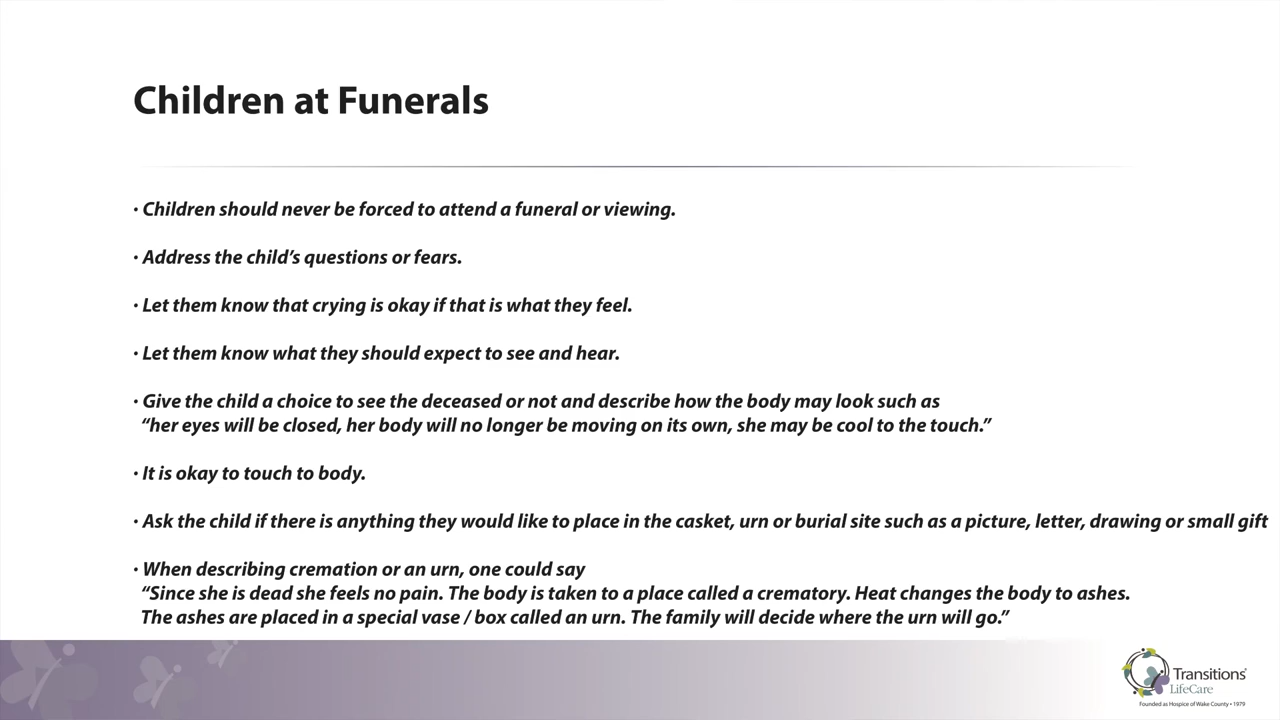 Children at Funerals
· Children should never be forced to attend a funeral or viewing.
· Address the child’s questions or fears.
· Let them know that crying is okay if that is what they feel.
· Let them know what they should expect to see and hear.
· Give the child a choice to see the deceased or not and describe how the body may look such as
“her eyes will be closed, her body will no longer be moving on its own, she may be cool to the touch.”
· It is okay to touch to body.
· Ask the child if there is anything they would like to place in the casket, urn or burial site such as a picture, letter, drawing or small gift
· When describing cremation or an urn, one could say
“Since she is dead she feels no pain. The body is taken to a place called a crematory. Heat changes the body to ashes.
The ashes are placed in a special vase / box called an urn. The family will decide where the urn will go.”
Transitions®
LifeCare
Founded as Hospice of Wake County • 1979